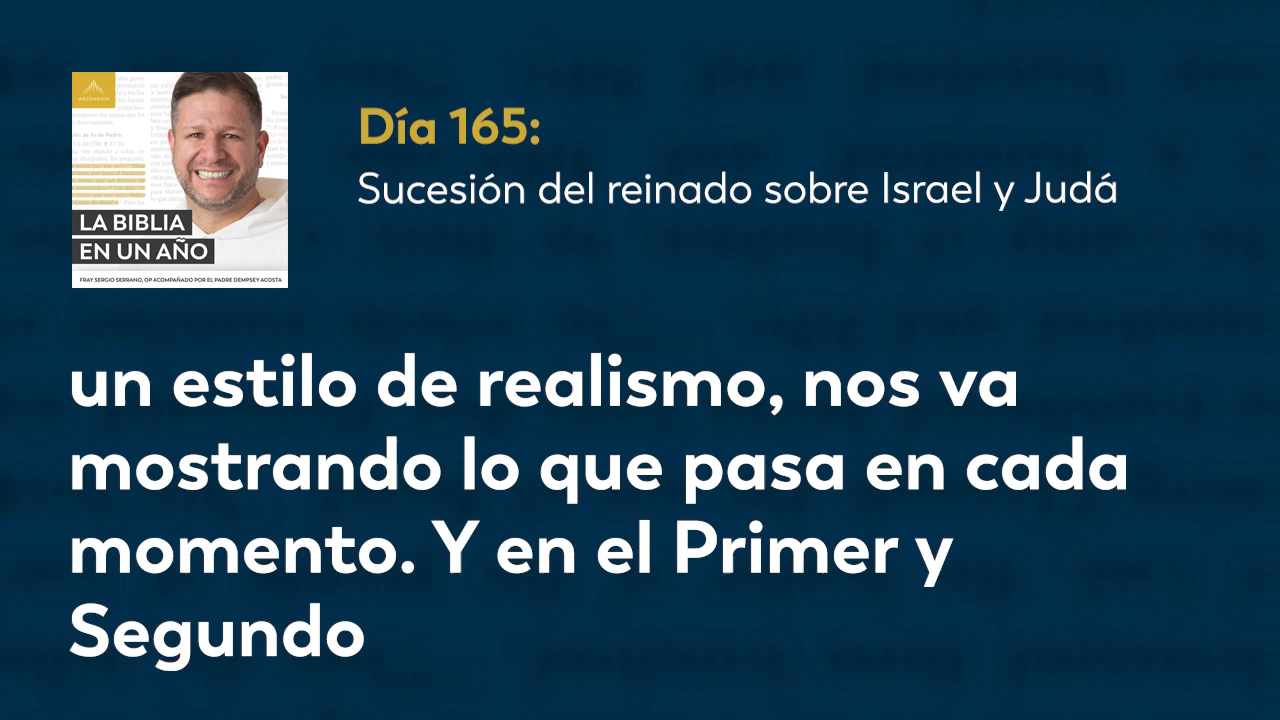 ASCENSION
LA BIBLIA
EN UN AÑO
FRAY SERGIO SERRANO, OP ACOMPAÑADO POR EL PADRE DEMPSEY ACOSTA
Día 165:
Sucesión del reinado sobre Israel y Judá
un estilo de realismo, nos va
mostrando lo que pasa en cada
momento. Y en el Primer y
Segundo